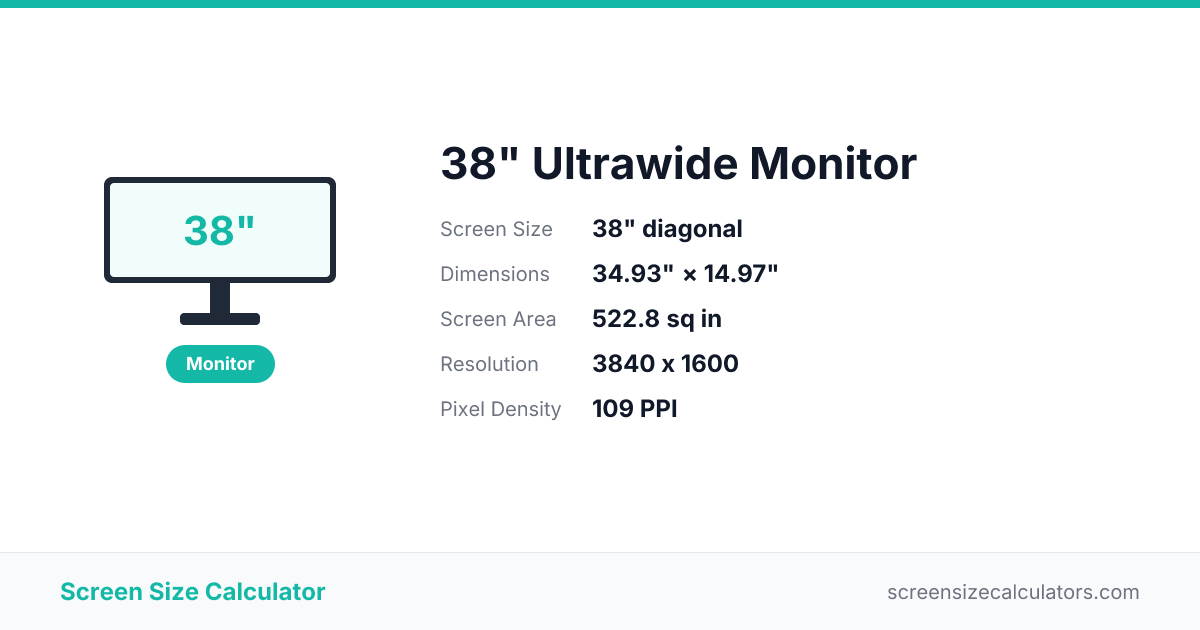 38"
Monitor
38" Ultrawide Monitor
Screen Size 38" diagonal
Dimensions 34.93" × 14.97"
Screen Area 522.8 sq in
Resolution 3840 x 1600
Pixel Density 109 PPI
Screen Size Calculator
screensizecalculators.com